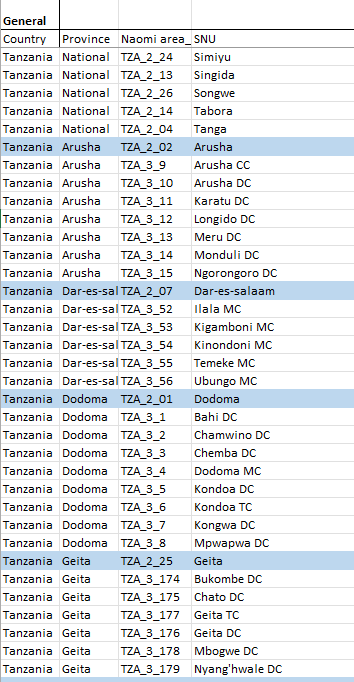 General
Country Province Naomi area_ SNU
Tanzania National TZA_2_24 Simiyu
Tanzania National TZA_2_13 Singida
Tanzania National TZA_2_26 Songwe
Tanzania National TZA_2_14 Tabora
Tanzania National TZA_2_04 Tanga
Tanzania Arusha TZA_2_02 Arusha
Tanzania Arusha TZA_3_9 Arusha CC
Tanzania Arusha TZA_3_10 Arusha DC
Tanzania Arusha TZA_3_11 Karatu DC
Tanzania Arusha TZA_3_12 Longido DC
Tanzania Arusha TZA_3_13 Meru DC
Tanzania Arusha TZA_3_14 Monduli DC
Tanzania Arusha TZA_3_15 Ngorongoro DC
Tanzania Dar-es-sal TZA_2_07 Dar-es-salaam
Tanzania Dar-es-sal TZA_3_52 Ilala MC
Tanzania Dar-es-sal TZA_3_53 Kigamboni MC
Tanzania Dar-es-sal TZA_3_54 Kinondoni MC
Tanzania Dar-es-sal TZA_3_55 Temeke MC
Tanzania Dar-es-sal TZA_3_56 Ubungo MC
Tanzania Dodoma TZA_2_01 Dodoma
Tanzania Dodoma TZA_3_1 Bahi DC
Tanzania Dodoma TZA_3_2 Chamwino DC
Tanzania Dodoma TZA_3_3 Chemba DC
Tanzania Dodoma TZA_3_4 Dodoma MC
Tanzania Dodoma TZA_3_5 Kondoa DC
Tanzania Dodoma TZA_3_6 Kondoa TC
Tanzania Dodoma TZA_3_7 Kongwa DC
Tanzania Dodoma TZA_3_8 Mpwapwa DC
Tanzania Geita TZA_2_25 Geita
Tanzania Geita TZA_3_174 Bukombe DC
Tanzania Geita TZA_3_175 Chato DC
Tanzania Geita TZA_3_177 Geita TC
Tanzania Geita TZA_3_176 Geita DC
Tanzania Geita TZA_3_178 Mbogwe DC
Tanzania Geita TZA_3_179 Nyang'hwale DC